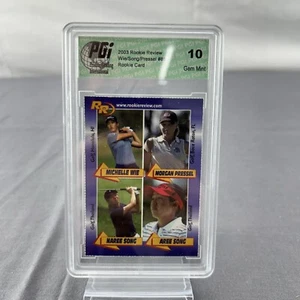 PGi
2003 Rookie Review
Wie/Song/Pressel #6
Rookie Card
10
Gem Mint
RR
www.rookiereview.com
MICHELLE WIE
MORGAN PRESSEL
NAREE SONG
AREE SONG